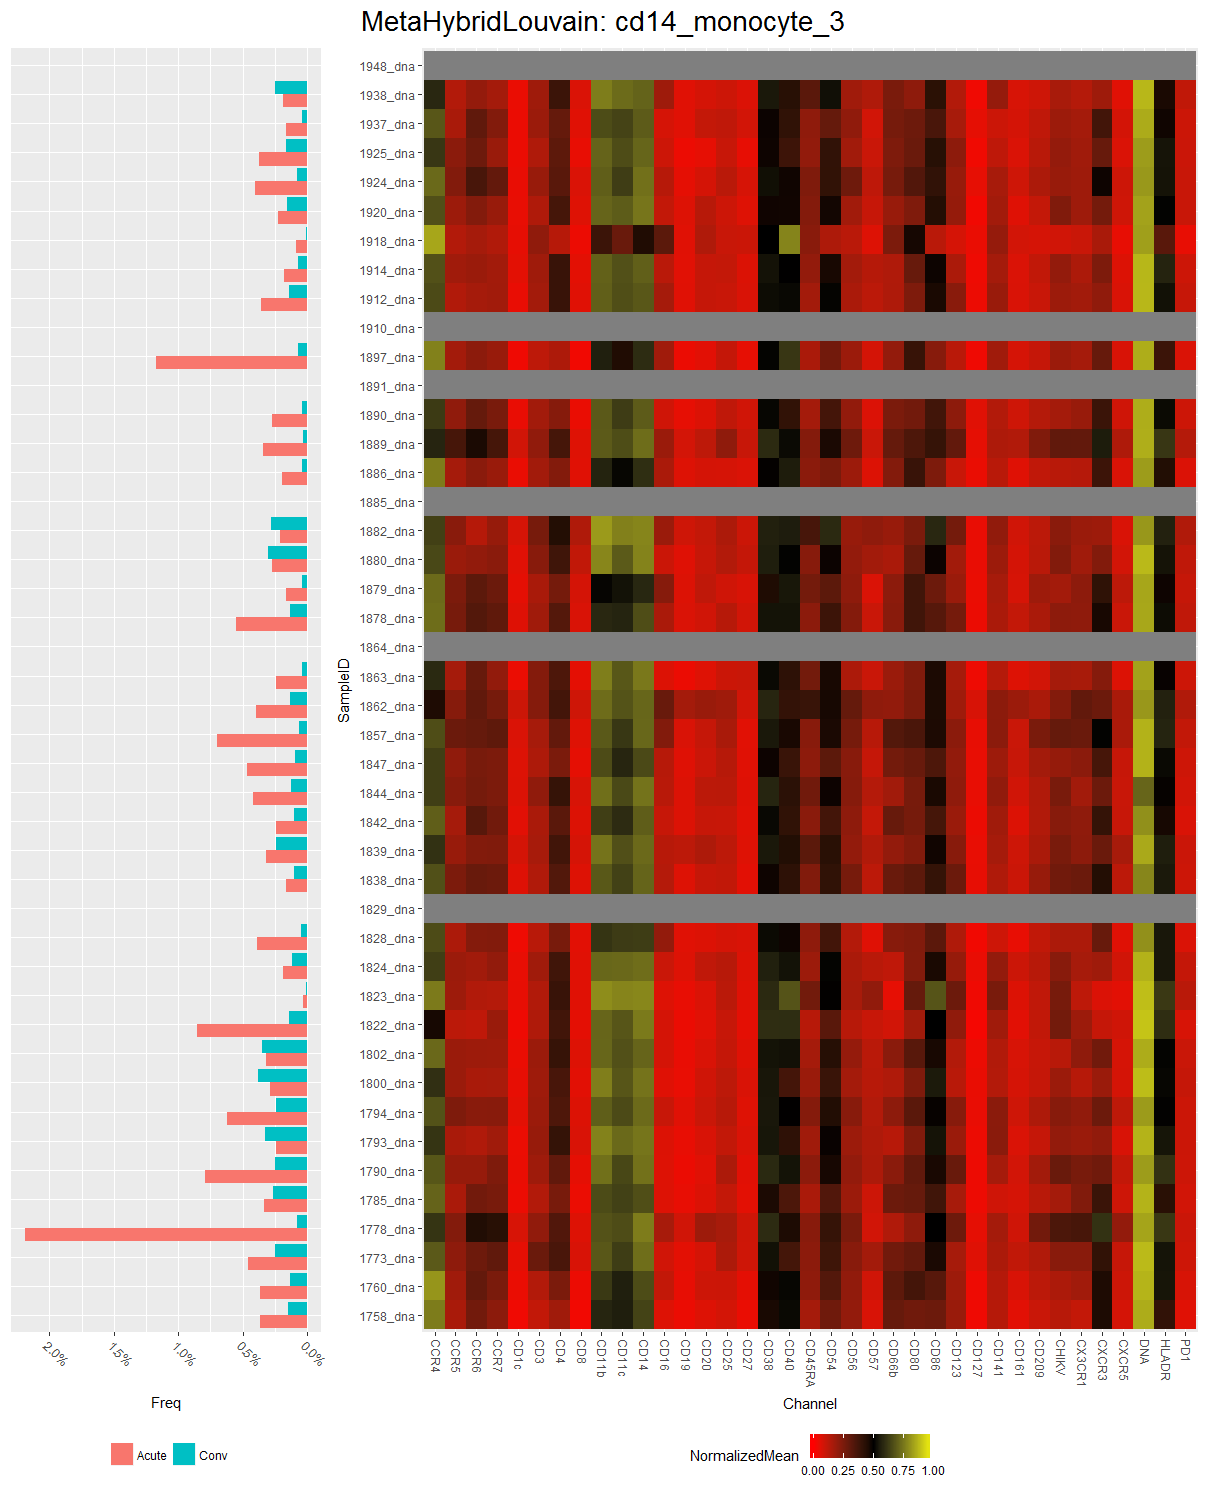 MetaHybridLouvain: cd14_monocyte_3
1948_dna
1938_dna
1937_dna
1925_dna
1924_dna
1920_dna
1918_dna
1914_dna
1912_dna
1910_dna
1897_dna
1891_dna
1890_dna
1889_dna
1886_dna
1885_dna
1882_dna
1880_dna
1879_dna
1878_dna
1864_dna
1863_dna
1862_dna
1857_dna
1847_dna
1844_dna
1842_dna
1839_dna
1838_dna
1829_dna
1828_dna
1824_dna
1823_dna
1822_dna
1802_dna
1800_dna
1794_dna
1793_dna
1790_dna
1785_dna
1778_dna
1773_dna
1760_dna
1758_dna
SampleID
2.0%
1.5%
1.0%
0.5%
0.0%
Freq
CCR4
CCR5
CCR6
CCR7
CD1c
CD3
CD4
CD8
CD11b
CD11c
CD14
CD16
CD19
CD20
CD25
CD27
CD38
CD40
CD45RA
CD54
CD56
CD57
CD66b
CD80
CD86
CD123
CD127
CD141
CD161
CD209
CHIKV
CX3CR1
CXCR3
CXCR5
DNA
HLADR
PD1
Channel
Acute
Conv
NormalizedMean
0.00 0.25 0.50 0.75 1.00